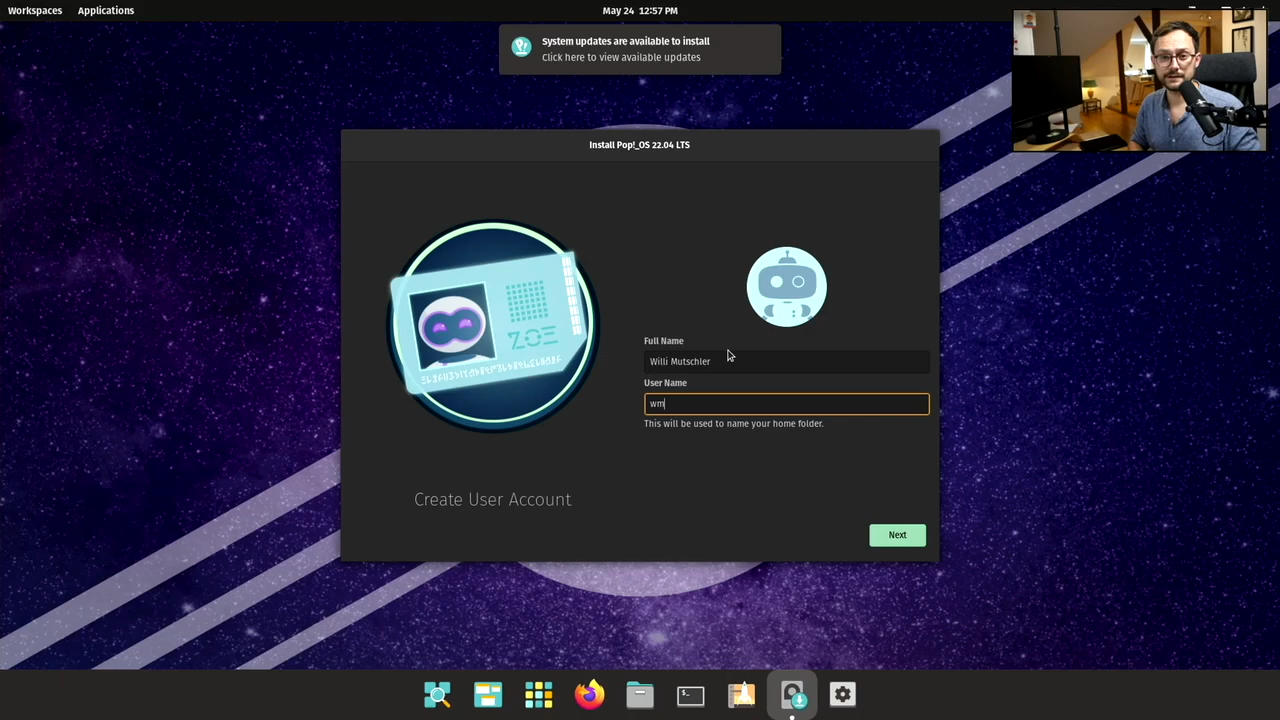 Workspaces Applications May 24 12:57 PM
System updates are available to install
Click here to view available updates
Install Pop!_OS 22.04 LTS
ZOE
Full Name
Willi Mutschler
User Name
wm
This will be used to name your home folder.
Create User Account
Next